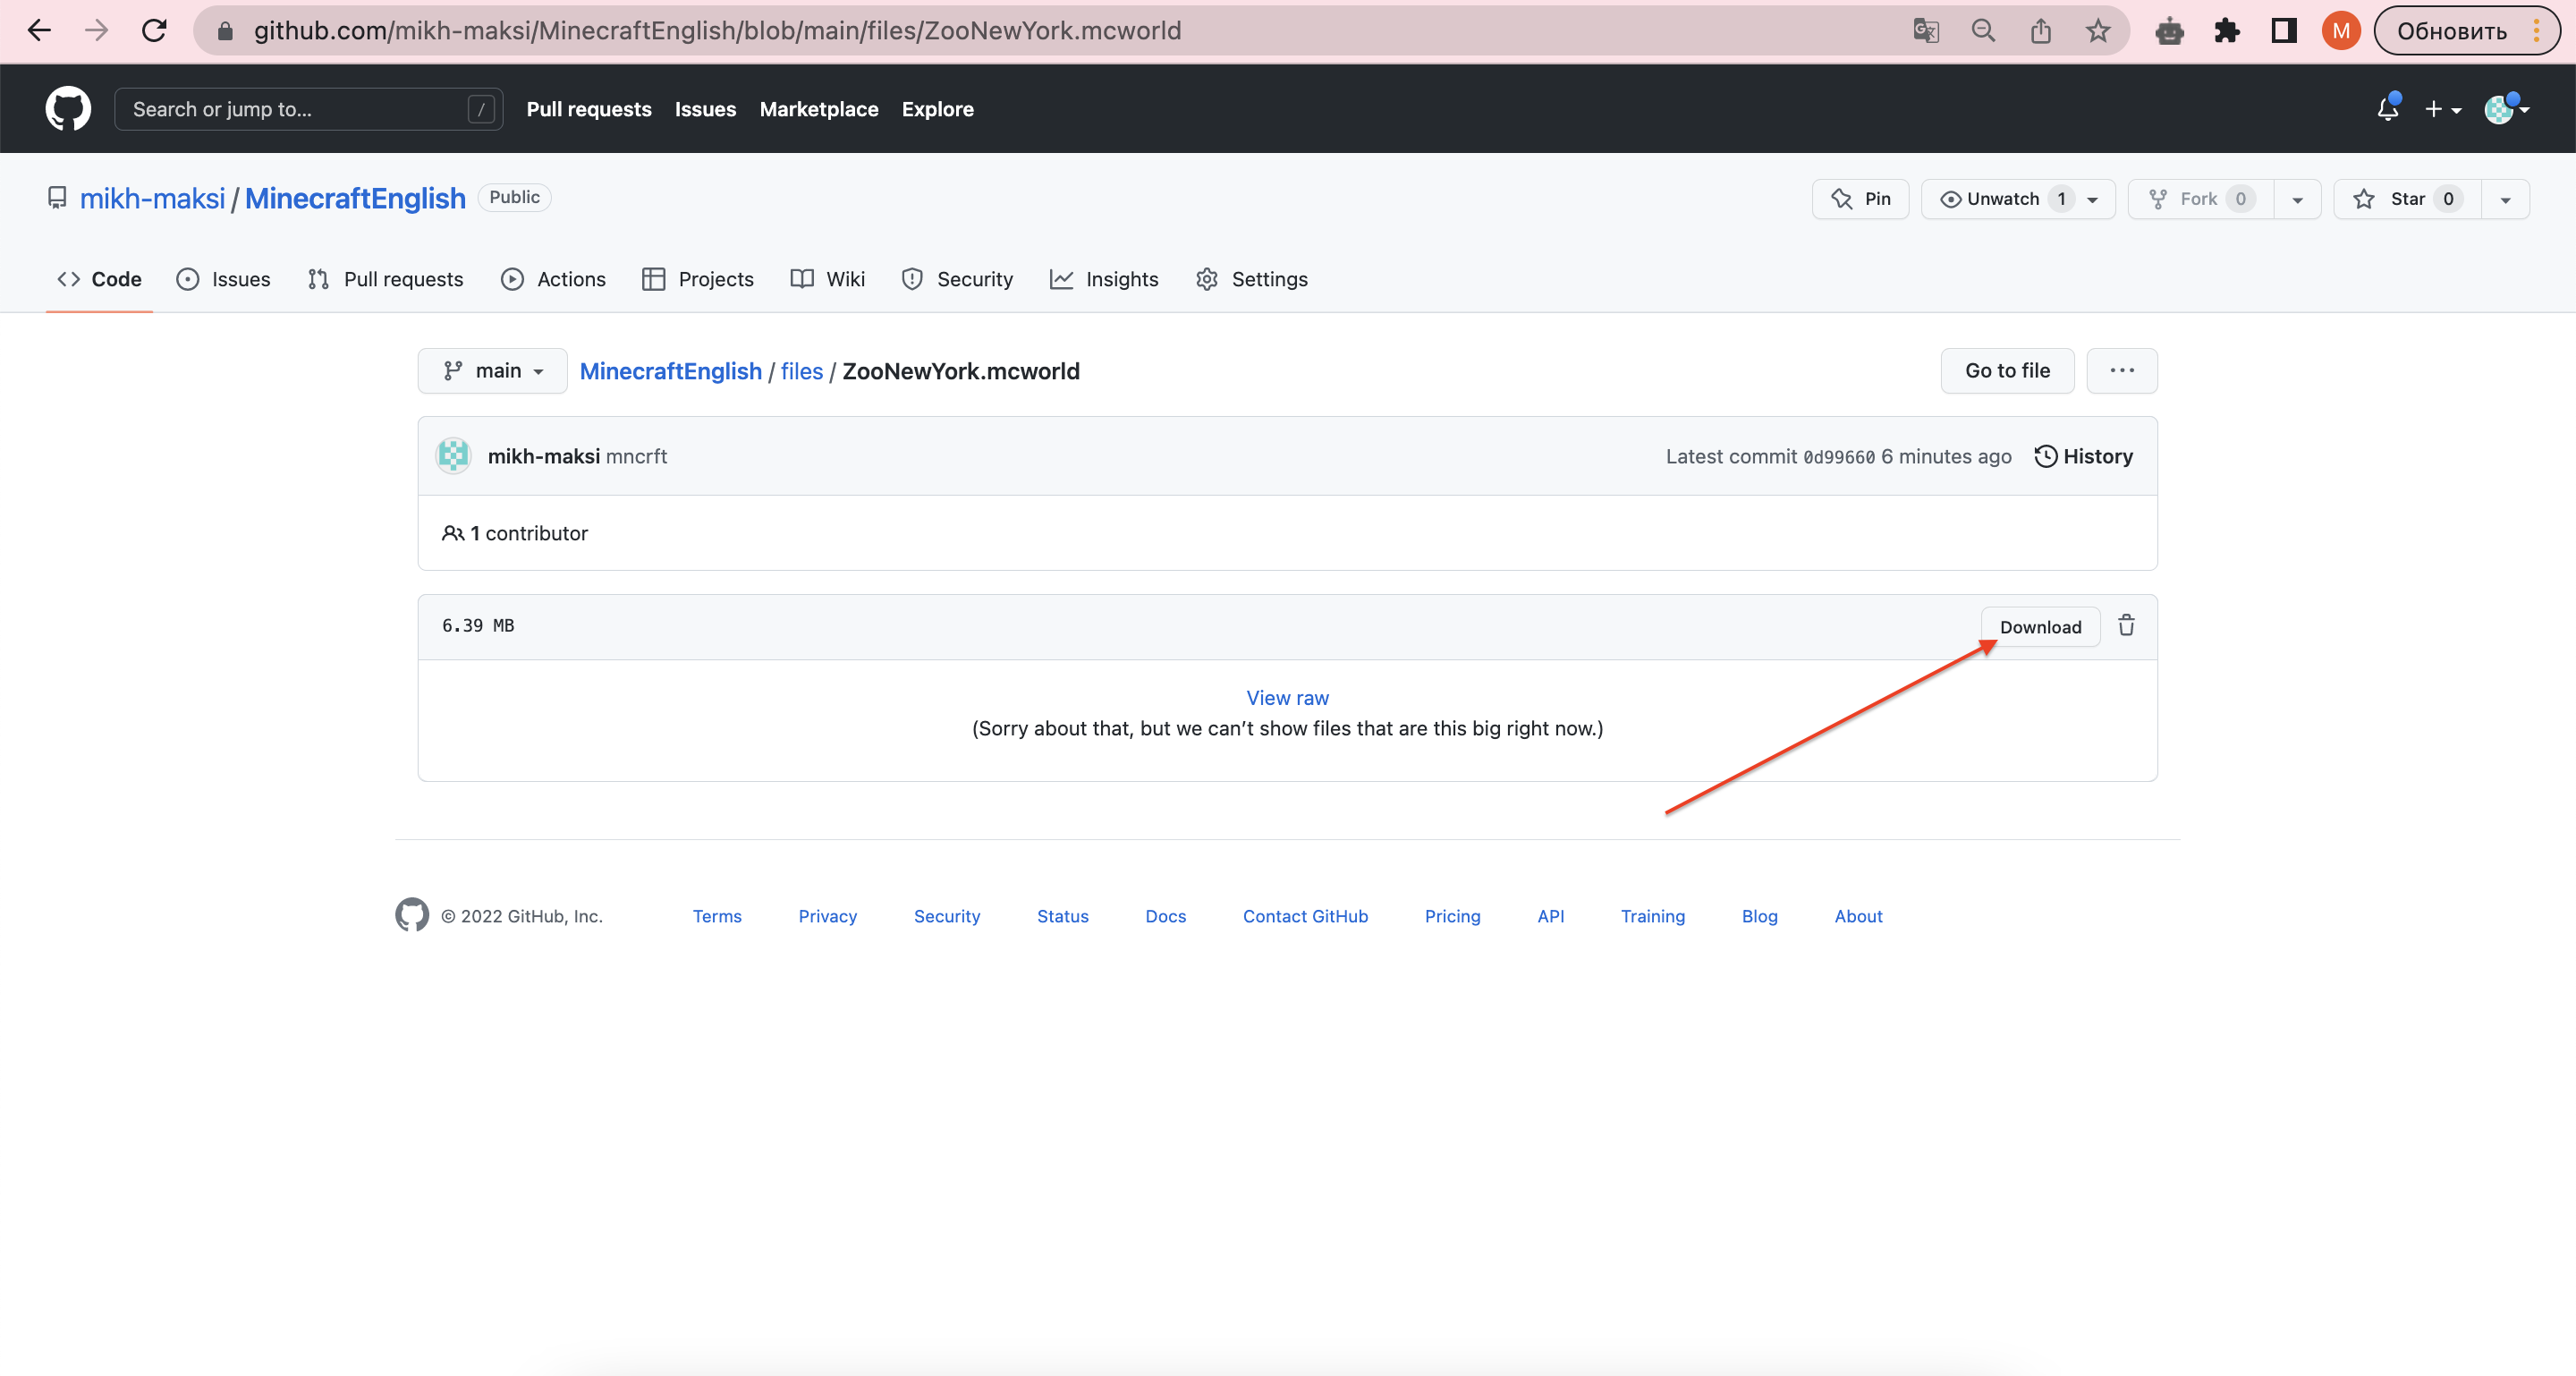 github.com/mikh-maksi/MinecraftEnglish/blob/main/files/ZooNewYork.mcworld
M
Обновить
Search or jump to...
/
Pull requests
Issues
Marketplace
Explore
mikh-maksi / MinecraftEnglish
Public
Pin
Unwatch 1
Fork 0
Star 0
Code
Issues
Pull requests
Actions
Projects
Wiki
Security
Insights
Settings
main
MinecraftEnglish / files / ZooNewYork.mcworld
Go to file
mikh-maksi mncrft
Latest commit 0d99660 6 minutes ago
History
1 contributor
6.39 MB
Download
View raw
(Sorry about that, but we can’t show files that are this big right now.)
© 2022 GitHub, Inc.
Terms
Privacy
Security
Status
Docs
Contact GitHub
Pricing
API
Training
Blog
About